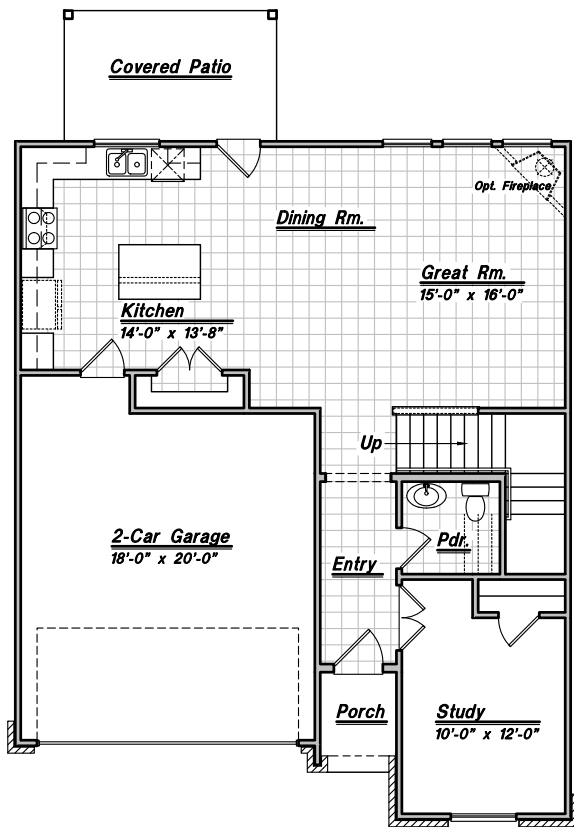 Covered Patio
Opt. Fireplace
Dining Rm.
Great Rm.
15'-0" x 16'-0"
Kitchen
14'-0" x 13'-8"
Up
2-Car Garage
18'-0" x 20'-0"
Pdr.
Entry
Porch
Study
10'-0" x 12'-0"